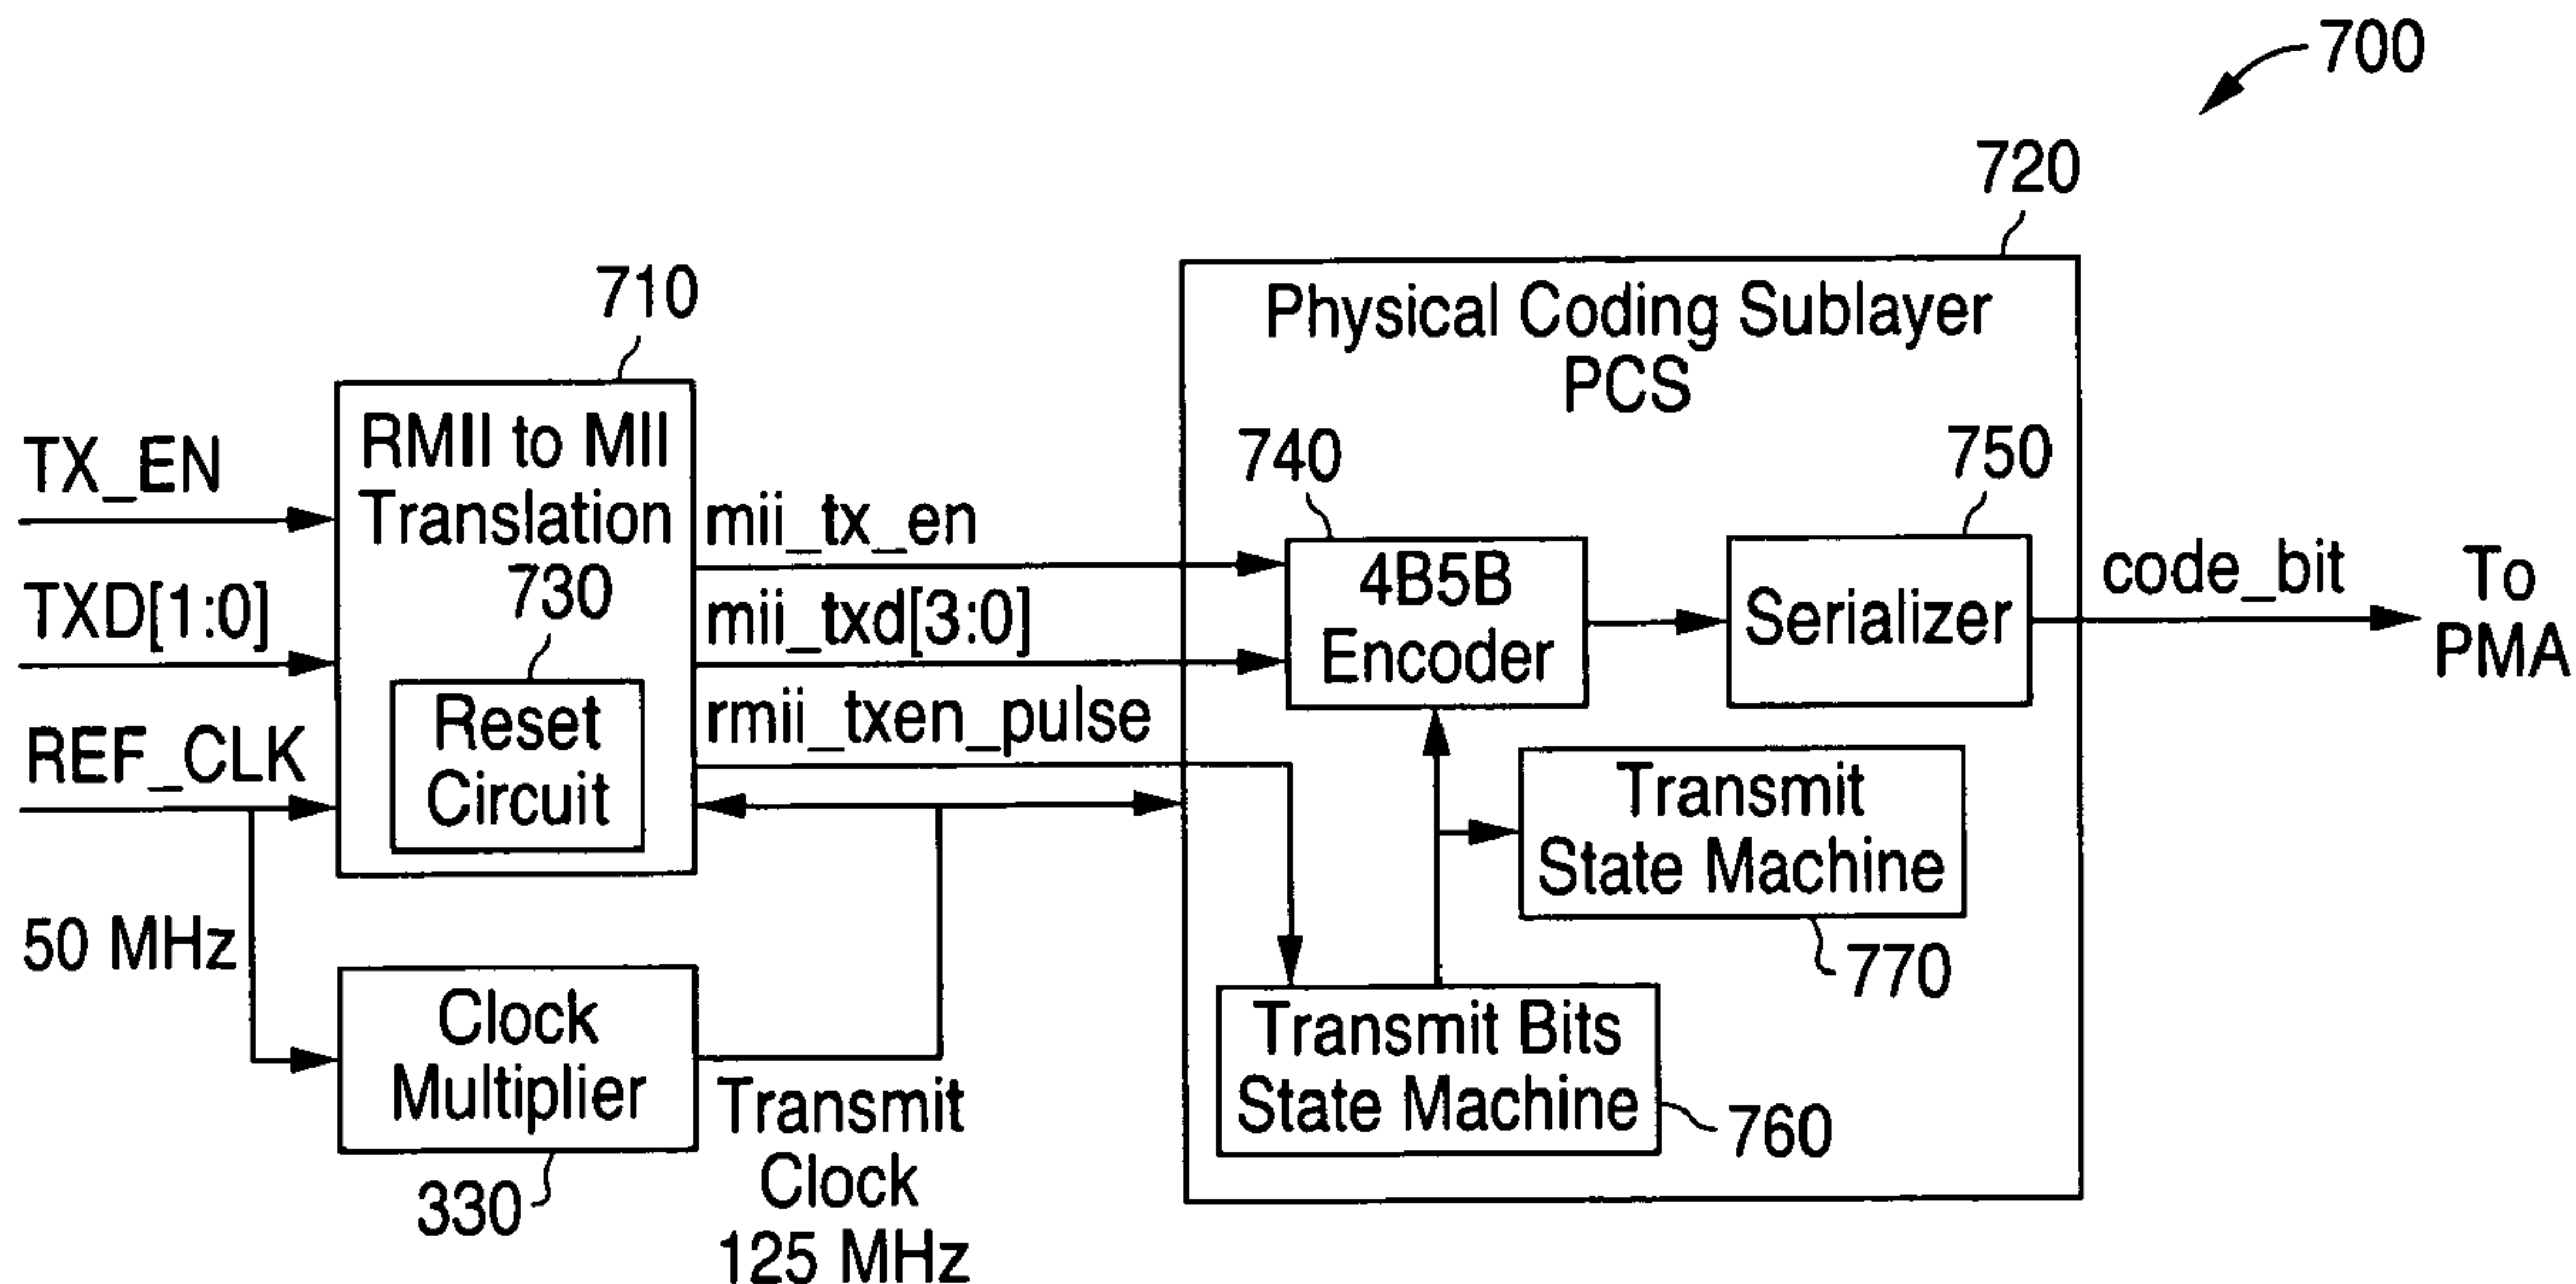 700
720
Physical Coding Sublayer
PCS
710
RMII to MII
Translation
730
Reset
Circuit
TX_EN
TXD[1:0]
REF_CLK
50 MHz
mii_tx_en
mii_txd[3:0]
rmii_txen_pulse
740
4B5B
Encoder
750
Serializer
code_bit
To
PMA
Transmit
State Machine
770
Transmit Bits
State Machine
760
Clock
Multiplier
330
Transmit
Clock
125 MHz